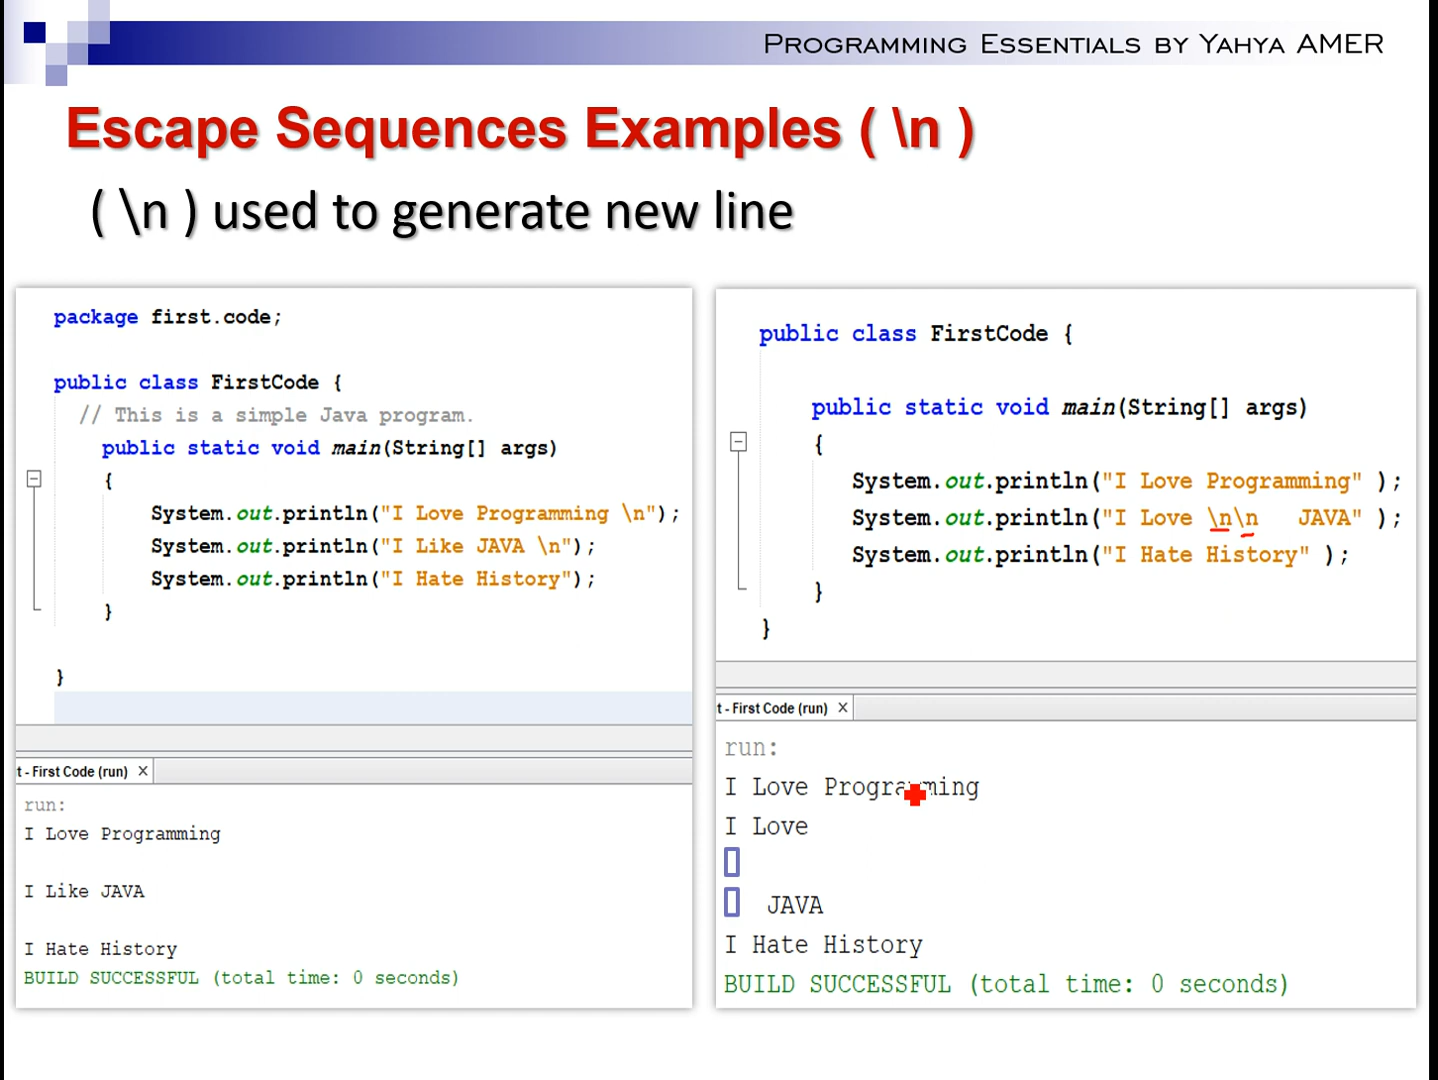 PROGRAMMING ESSENTIALS BY YAHYA AMER
Escape Sequences Examples ( \n )
( \n ) used to generate new line
package first.code;
public class FirstCode {
// This is a simple Java program.
public static void main(String[] args)
{
System.out.println("I Love Programming \n");
System.out.println("I Like JAVA \n");
System.out.println("I Hate History");
}
}
t - First Code (run) X
run:
I Love Programming
I Like JAVA
I Hate History
BUILD SUCCESSFUL (total time: 0 seconds)
public class FirstCode {
public static void main(String[] args)
{
System.out.println("I Love Programming" );
System.out.println("I Love \n\n   JAVA" );
System.out.println("I Hate History" );
}
}
t - First Code (run) X
run:
I Love Programming
I Love
JAVA
I Hate History
BUILD SUCCESSFUL (total time: 0 seconds)